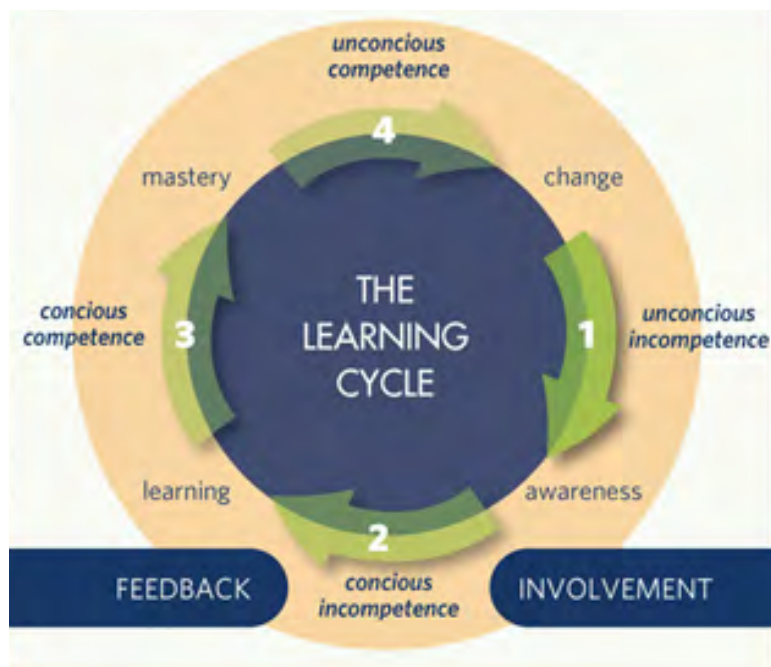 unconcious
competence
4
mastery
change
THE
LEARNING
CYCLE
concious
competence
3
1
unconcious
incompetence
learning
awareness
2
FEEDBACK
concious
incompetence
INVOLVEMENT